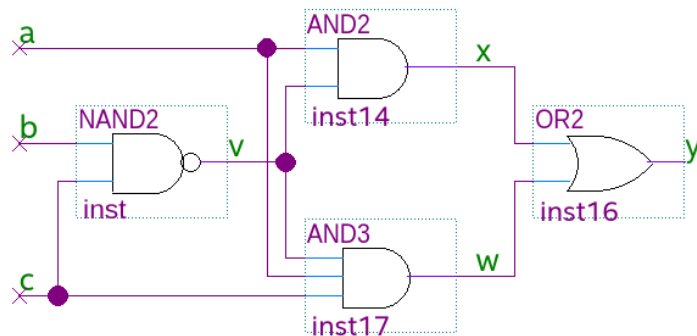 a
AND2
x
inst14
b
NAND2
v
OR2
y
inst
inst16
AND3
c
w
inst17